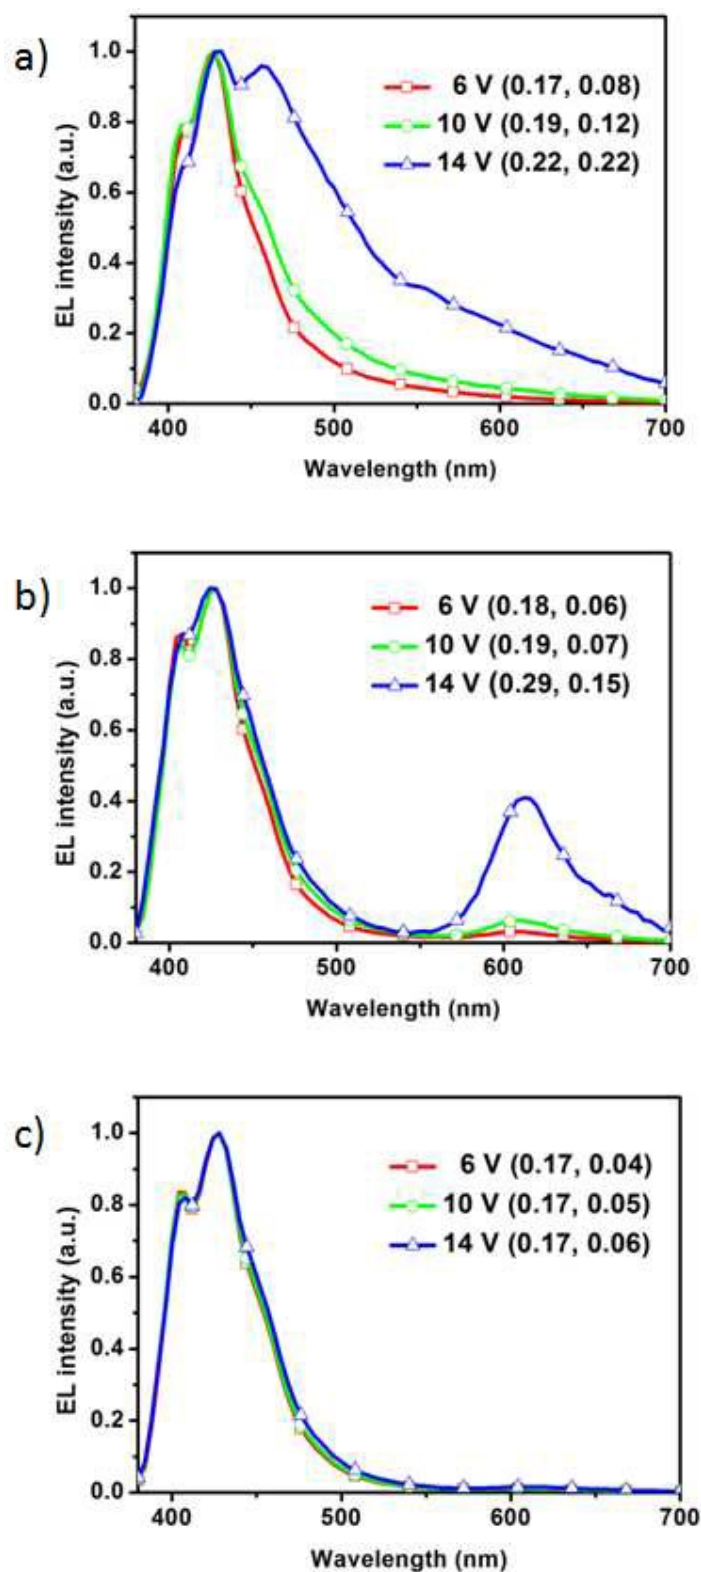 a)
EL intensity (a.u.)
1.0
0.8
0.6
0.4
0.2
0.0
6 V (0.17, 0.08)
10 V (0.19, 0.12)
14 V (0.22, 0.22)
400 500 600 700
Wavelength (nm)
b)
EL intensity (a.u.)
1.0
0.8
0.6
0.4
0.2
0.0
6 V (0.18, 0.06)
10 V (0.19, 0.07)
14 V (0.29, 0.15)
400 500 600 700
Wavelength (nm)
c)
EL intensity (a.u.)
1.0
0.8
0.6
0.4
0.2
0.0
6 V (0.17, 0.04)
10 V (0.17, 0.05)
14 V (0.17, 0.06)
400 500 600 700
Wavelength (nm)